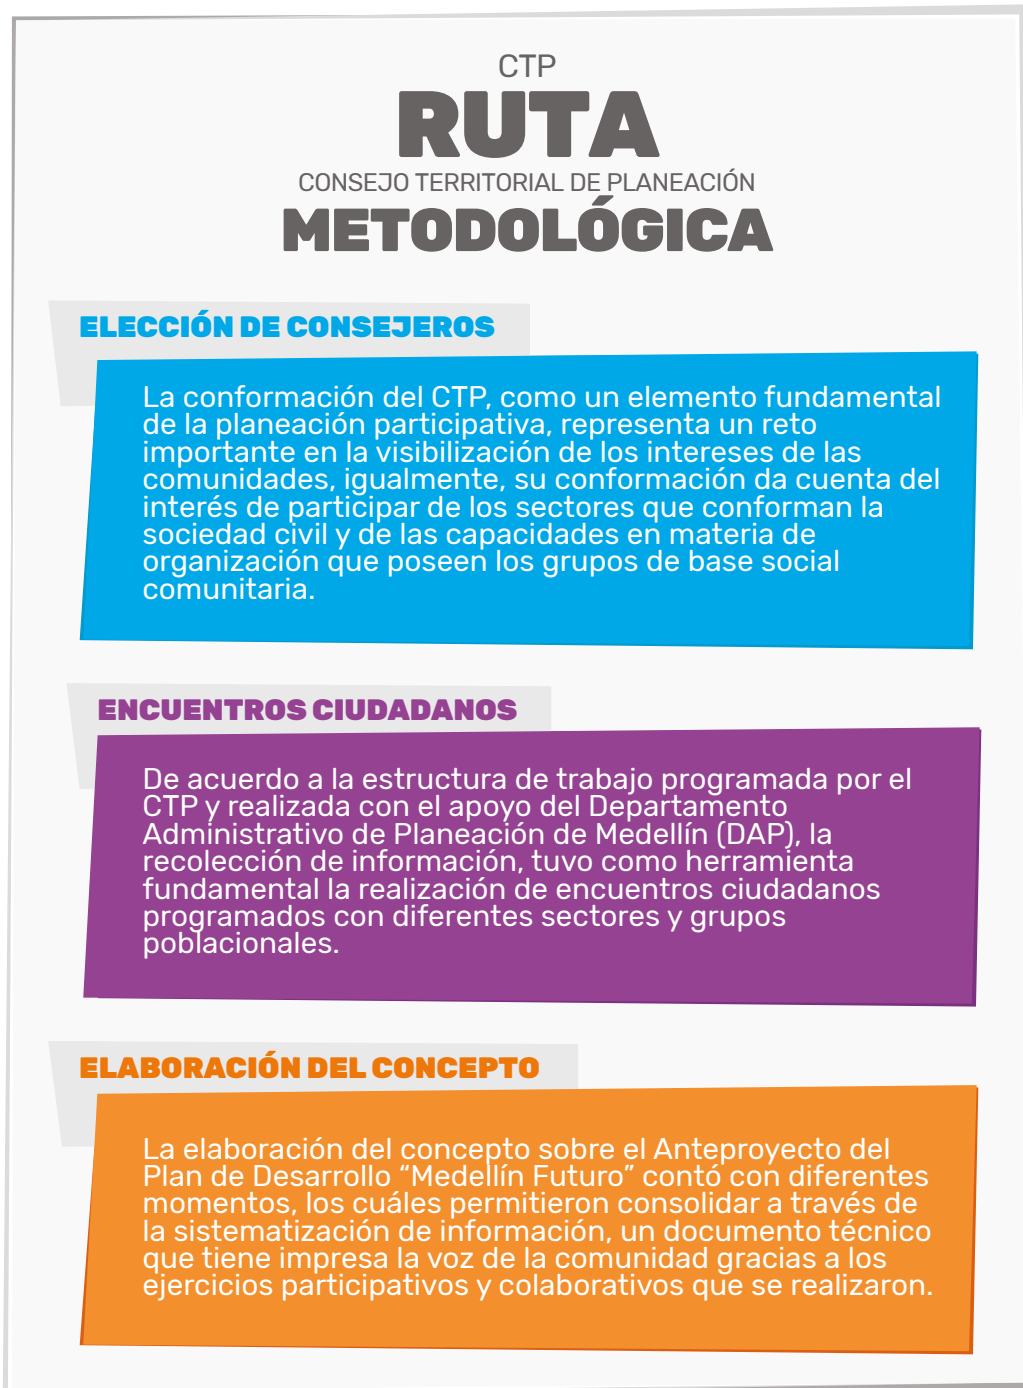 CTP
RUTA
CONSEJO TERRITORIAL DE PLANEACIÓN
METODOLÓGICA
ELECCIÓN DE CONSEJEROS
La conformación del CTP, como un elemento fundamental
de la planeación participativa, representa un reto
importante en la visibilización de los intereses de las
comunidades, igualmente, su conformación da cuenta del
interés de participar de los sectores que conforman la
sociedad civil y de las capacidades en materia de
organización que poseen los grupos de base social
comunitaria.
ENCUENTROS CIUDADANOS
De acuerdo a la estructura de trabajo programada por el
CTP y realizada con el apoyo del Departamento
Administrativo de Planeación de Medellín (DAP), la
recolección de información, tuvo como herramienta
fundamental la realización de encuentros ciudadanos
programados con diferentes sectores y grupos
poblacionales.
ELABORACIÓN DEL CONCEPTO
La elaboración del concepto sobre el Anteproyecto del
Plan de Desarrollo “Medellín Futuro” contó con diferentes
momentos, los cuáles permitieron consolidar a través de
la sistematización de información, un documento técnico
que tiene impresa la voz de la comunidad gracias a los
ejercicios participativos y colaborativos que se realizaron.